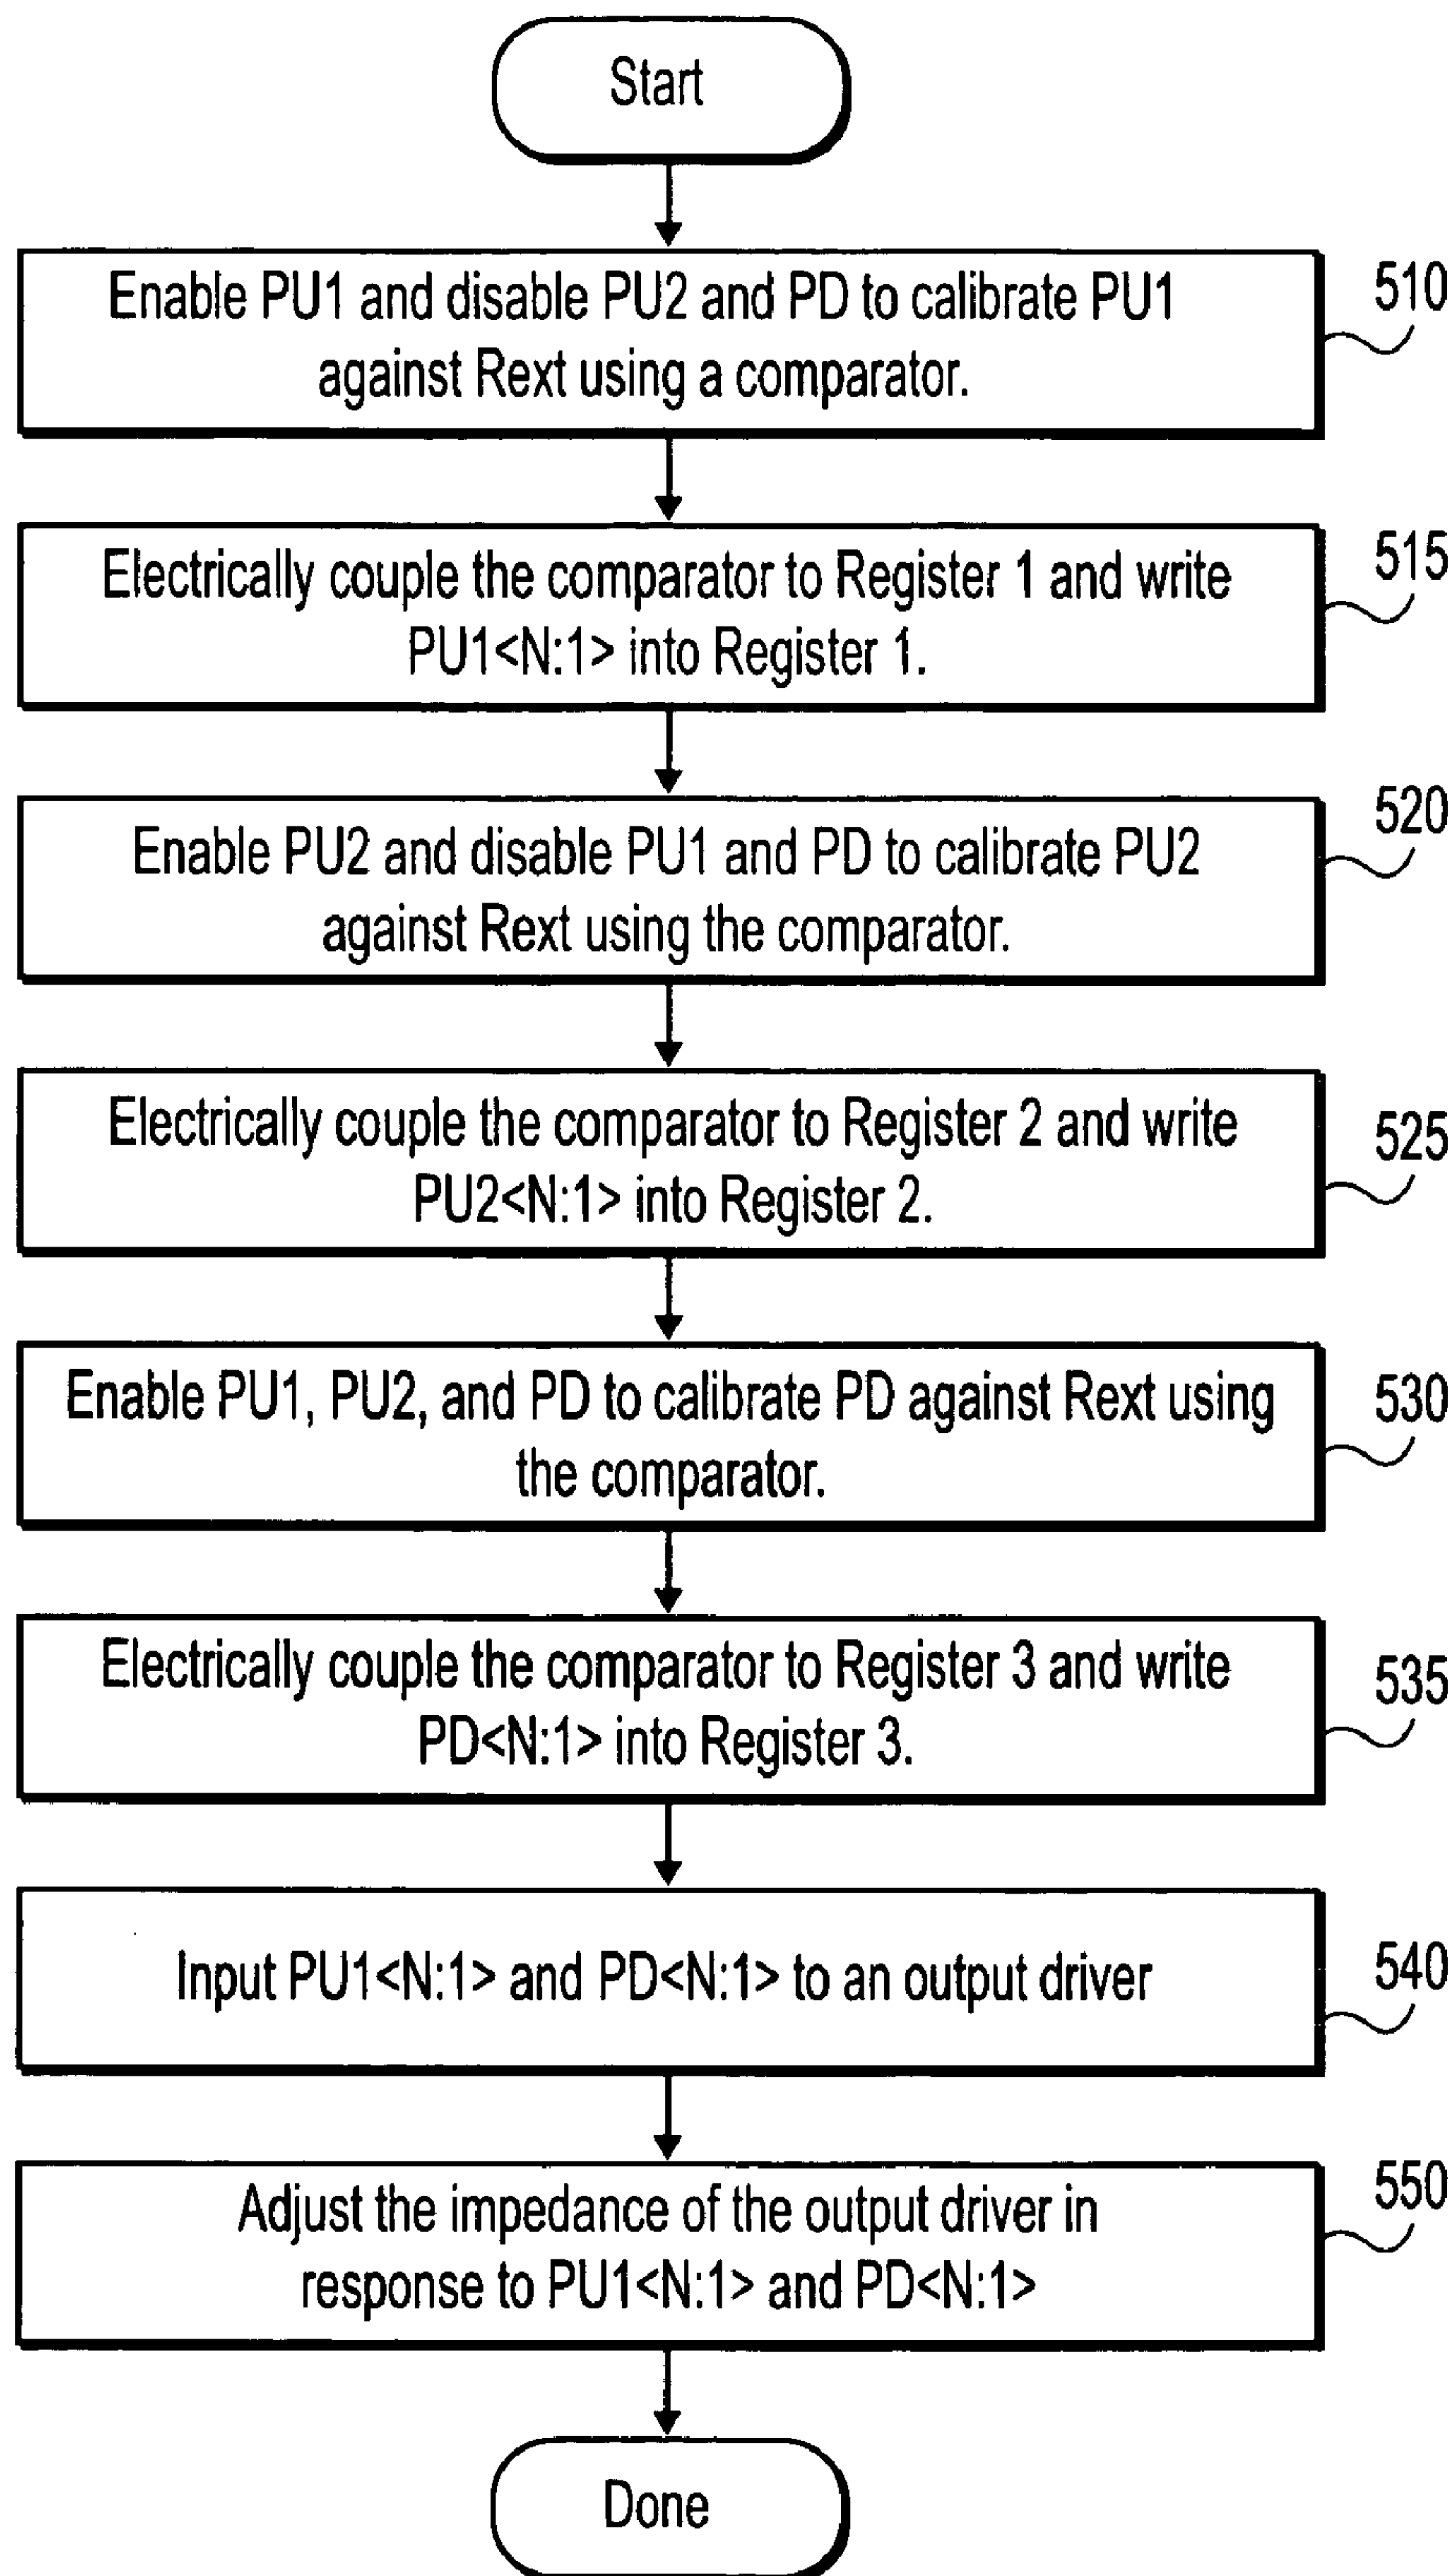 Start
Enable PU1 and disable PU2 and PD to calibrate PU1
against Rext using a comparator.
510
Electrically couple the comparator to Register 1 and write
PU1<N:1> into Register 1.
515
Enable PU2 and disable PU1 and PD to calibrate PU2
against Rext using the comparator.
520
Electrically couple the comparator to Register 2 and write
PU2<N:1> into Register 2.
525
Enable PU1, PU2, and PD to calibrate PD against Rext using
the comparator.
530
Electrically couple the comparator to Register 3 and write
PD<N:1> into Register 3.
535
Input PU1<N:1> and PD<N:1> to an output driver
540
Adjust the impedance of the output driver in
response to PU1<N:1> and PD<N:1>
550
Done